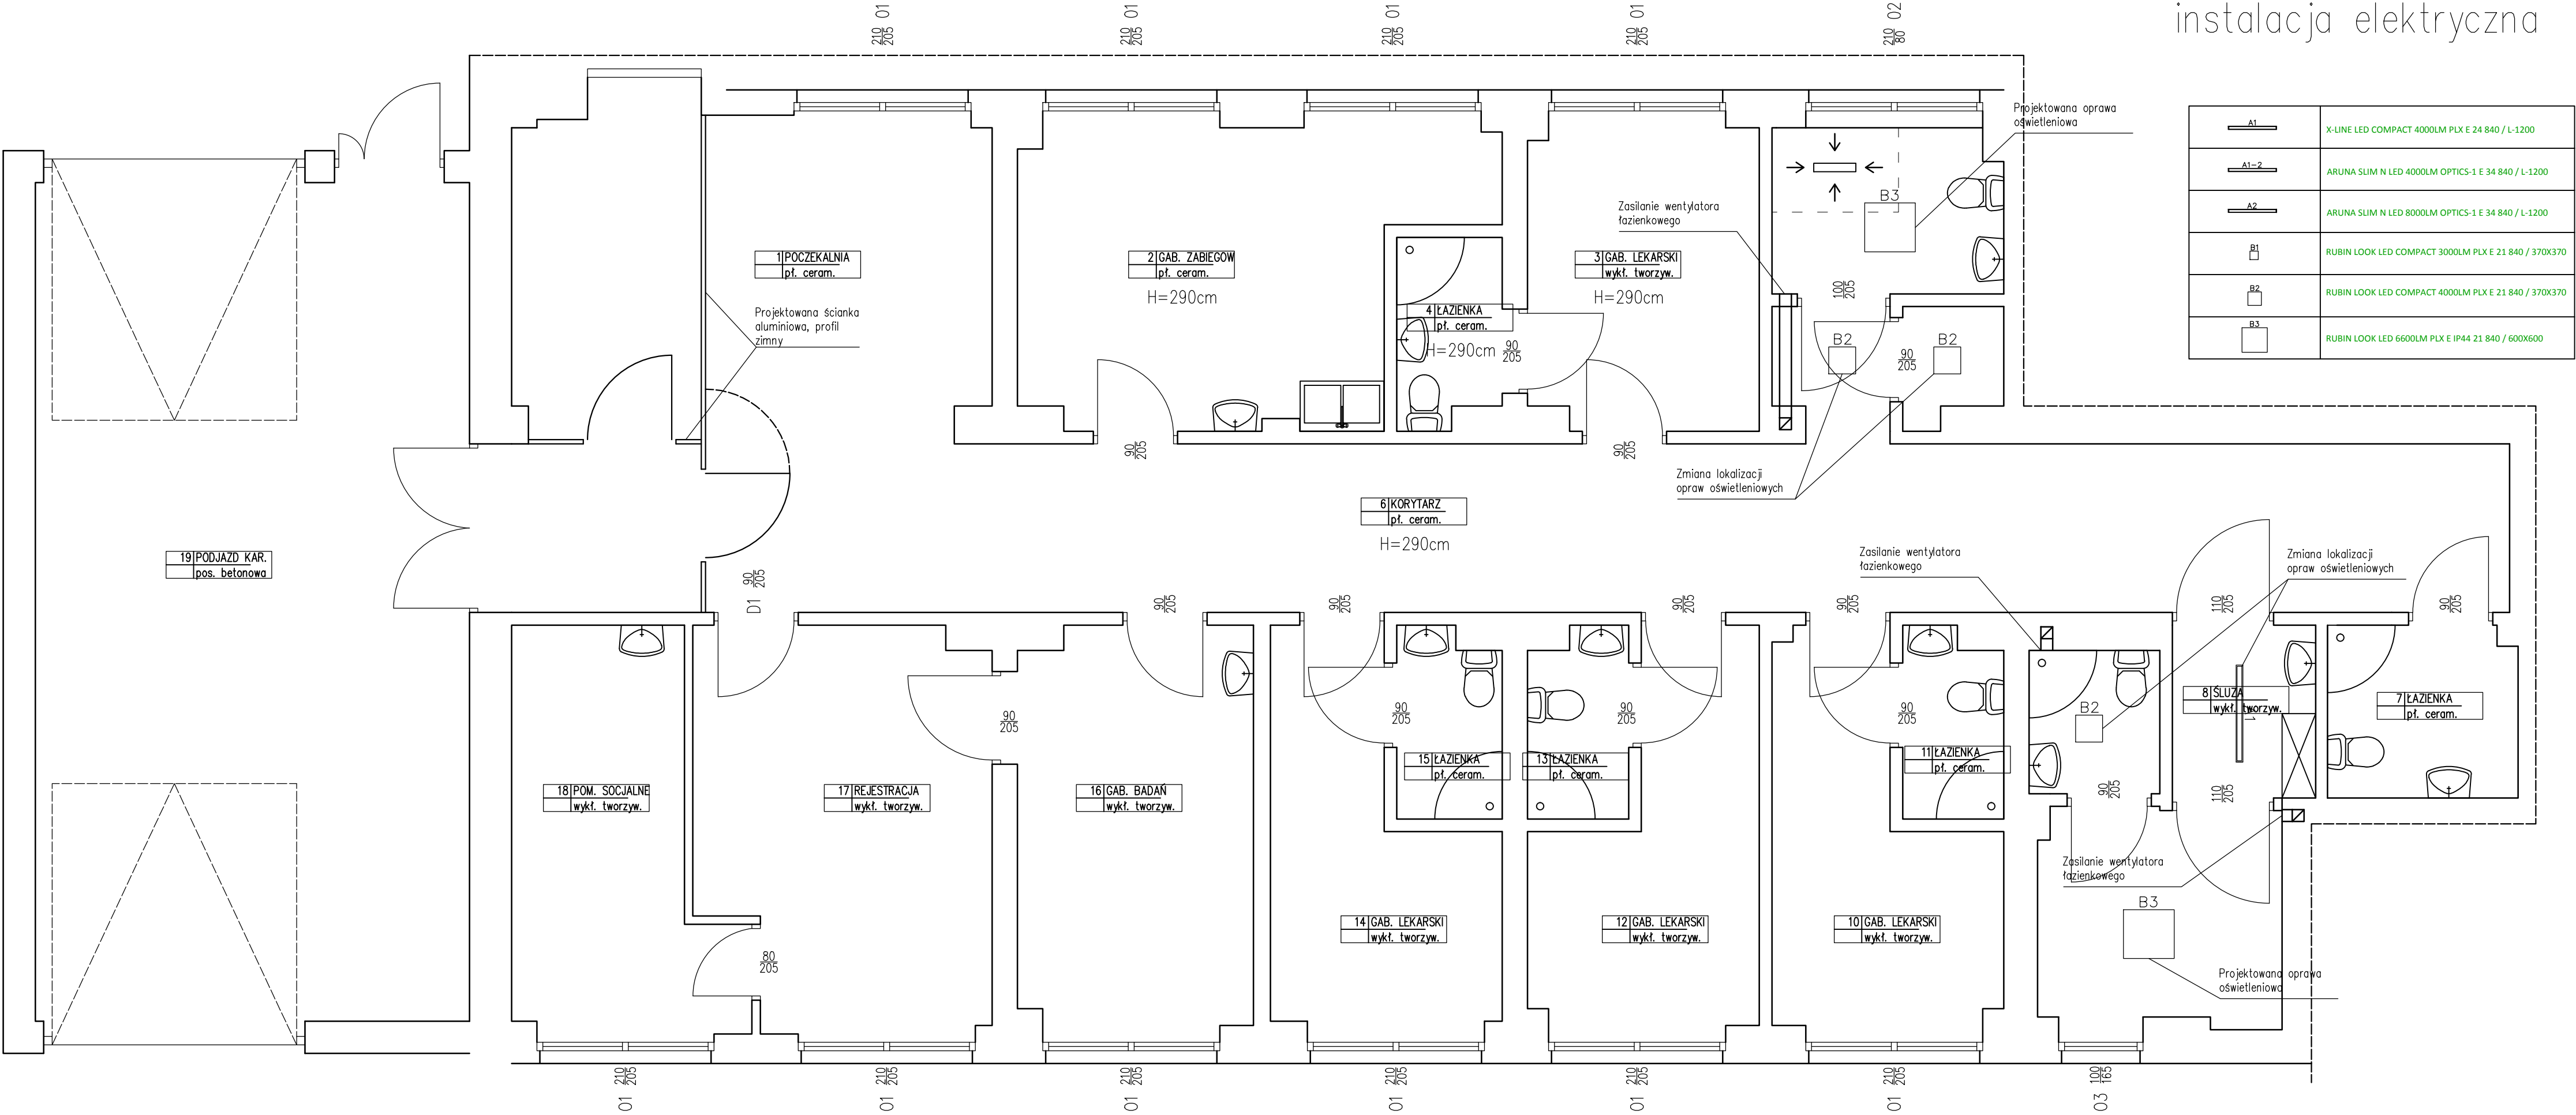 instalacja elektryczna
210 01
205
210 01
205
210 01
205
210 01
205
210 02
80
A1
X-LINE LED COMPACT 4000LM PLX E 24 840 / L-1200
A1-2
ARUNA SLIM N LED 4000LM OPTICS-1 E 34 840 / L-1200
A2
ARUNA SLIM N LED 8000LM OPTICS-1 E 34 840 / L-1200
B1
RUBIN LOOK LED COMPACT 3000LM PLX E 21 840 / 370X370
B2
RUBIN LOOK LED COMPACT 4000LM PLX E 21 840 / 370X370
B3
RUBIN LOOK LED 6600LM PLX E IP44 21 840 / 600X600
Projektowana oprawa
oświetleniowa
B3
Zasilanie wentylatora
łazienkowego
1 POCZEKALNIA
pł. ceram.
2 GAB. ZABIEGOW
pł. ceram.
H=290cm
3 GAB. LEKARSKI
wykł. tworzyw.
H=290cm
100
205
4 ŁAZIENKA
pł. ceram.
H=290cm
90
205
Projektowana ścianka
aluminiowa, profil
zimny
B2
B2
90
205
90
205
90
205
Zmiana lokalizacji
opraw oświetleniowych
6 KORYTARZ
pł. ceram.
H=290cm
19 PODJAZD KAR.
pos. betonowa
D1 90
205
Zasilanie wentylatora
łazienkowego
Zmiana lokalizacji
opraw oświetleniowych
90
205
90
205
90
205
90
205
110
205
90
205
90
205
90
205
90
205
90
205
B2
8 ŚLUZA
wykł. tworzyw.
7 ŁAZIENKA
pł. ceram.
15 ŁAZIENKA
pł. ceram.
13 ŁAZIENKA
pł. ceram.
11 ŁAZIENKA
pł. ceram.
90
205
110
205
18 POM. SOCJALNE
wykł. tworzyw.
17 REJESTRACJA
wykł. tworzyw.
16 GAB. BADAŃ
wykł. tworzyw.
Zasilanie wentylatora
łazienkowego
14 GAB. LEKARSKI
wykł. tworzyw.
12 GAB. LEKARSKI
wykł. tworzyw.
10 GAB. LEKARSKI
wykł. tworzyw.
B3
80
205
Projektowana oprawa
oświetleniowa
01 210
205
01 210
205
01 210
205
01 210
205
01 210
205
01 210
205
03 100
165